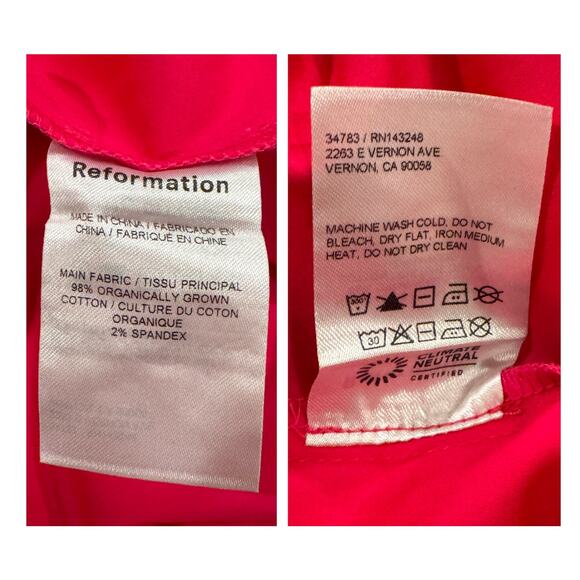 Reformation
MADE IN CHINA / FABRICADO EN
CHINA / FABRIQUÉ EN CHINE
MAIN FABRIC / TISSU PRINCIPAL
98% ORGANICALLY GROWN
COTTON / CULTURE DU COTON
ORGANIQUE
2% SPANDEX
34783 / RN143248
2263 E VERNON AVE
VERNON, CA 90058
MACHINE WASH COLD, DO NOT
BLEACH, DRY FLAT, IRON MEDIUM
HEAT, DO NOT DRY CLEAN
30
CLIMATE
NEUTRAL
CERTIFIED